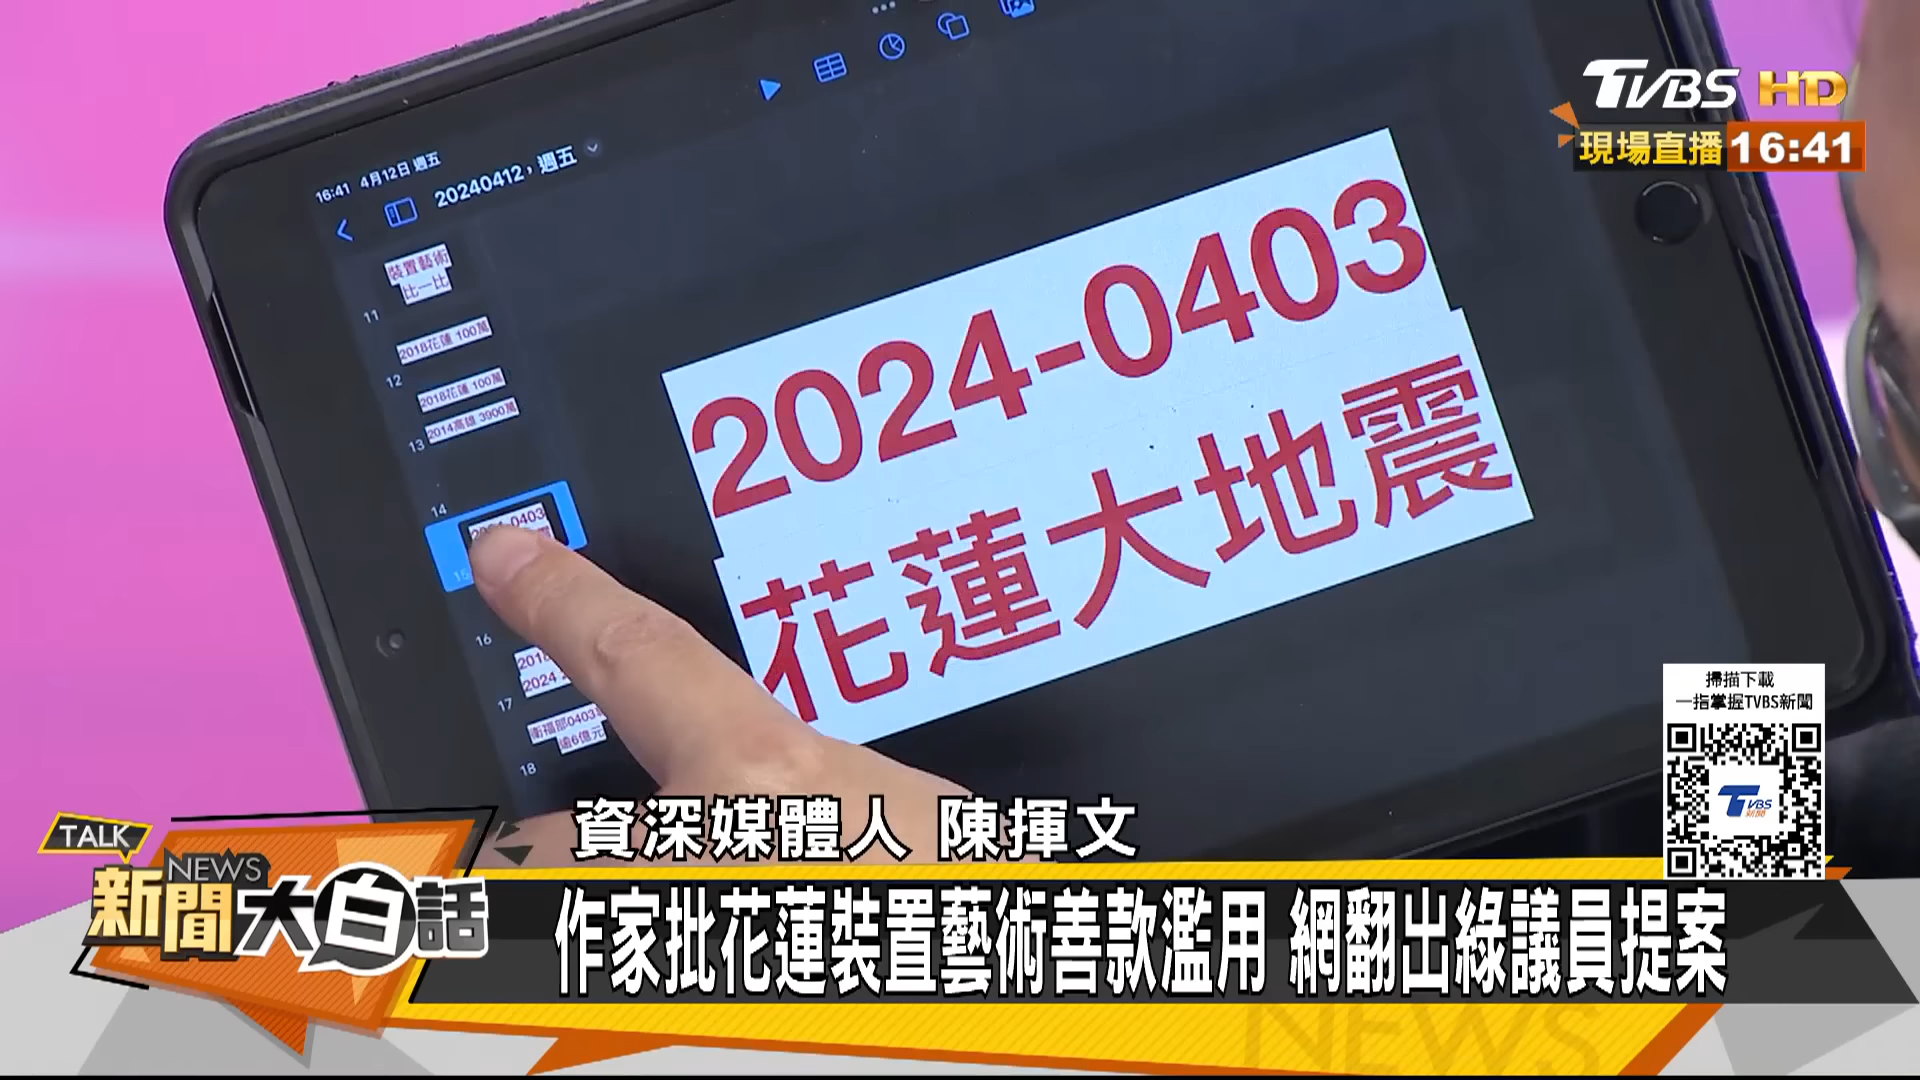 TVBS HD
現場直播 16:41
16:41 4月12日 週五
20240412，週五
裝置藝術
比一比
11
2018花蓮 100萬
12
2018花蓮 100萬
2014高雄 3900萬
13
14
2024-0403
花蓮大地震
15
16
2018
2024
17
衛福部0403
逾6億元
18
掃描下載
一指掌握TVBS新聞
TVBS
新聞
資深媒體人 陳揮文
TALK
NEWS
新聞大白話
作家批花蓮裝置藝術善款濫用 網翻出綠議員提案
NEWS